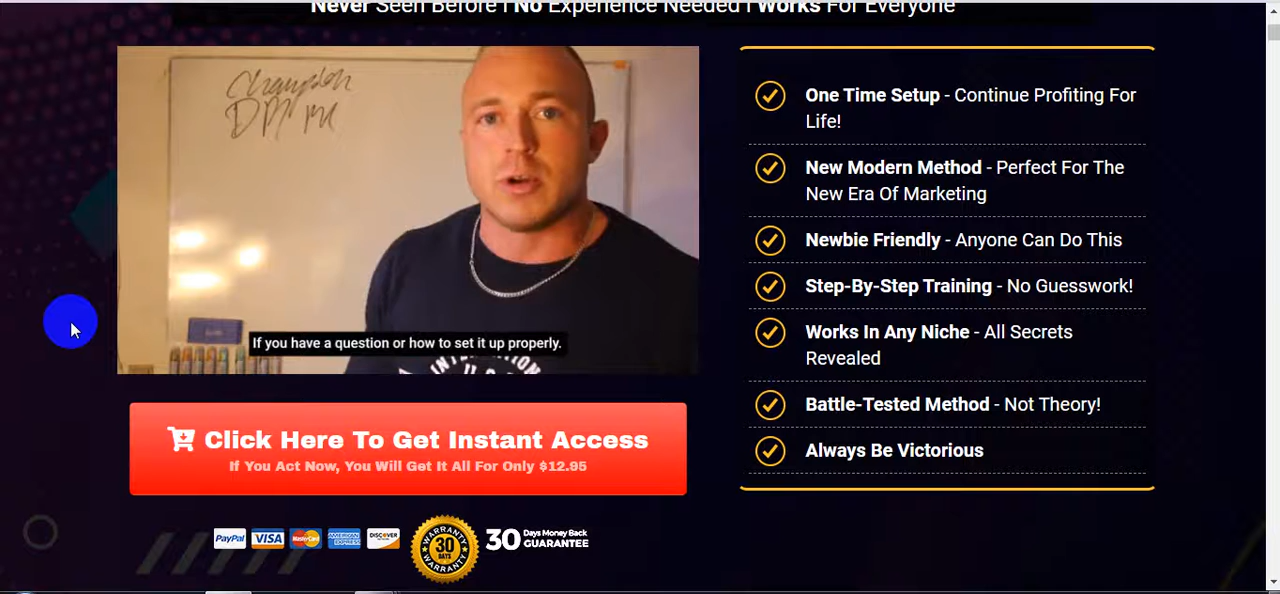 Never Seen Before | No Experience Needed | Works For Everyone
Champion
If you have a question or how to set it up properly.
Click Here To Get Instant Access
If You Act Now, You Will Get It All For Only $12.95
PayPal VISA MasterCard AMERICAN EXPRESS DISCOVER
WARRANTY
30
DAYS
WARRANTY
30 Days Money Back
GUARANTEE
One Time Setup - Continue Profiting For
Life!
New Modern Method - Perfect For The
New Era Of Marketing
Newbie Friendly - Anyone Can Do This
Step-By-Step Training - No Guesswork!
Works In Any Niche - All Secrets
Revealed
Battle-Tested Method - Not Theory!
Always Be Victorious